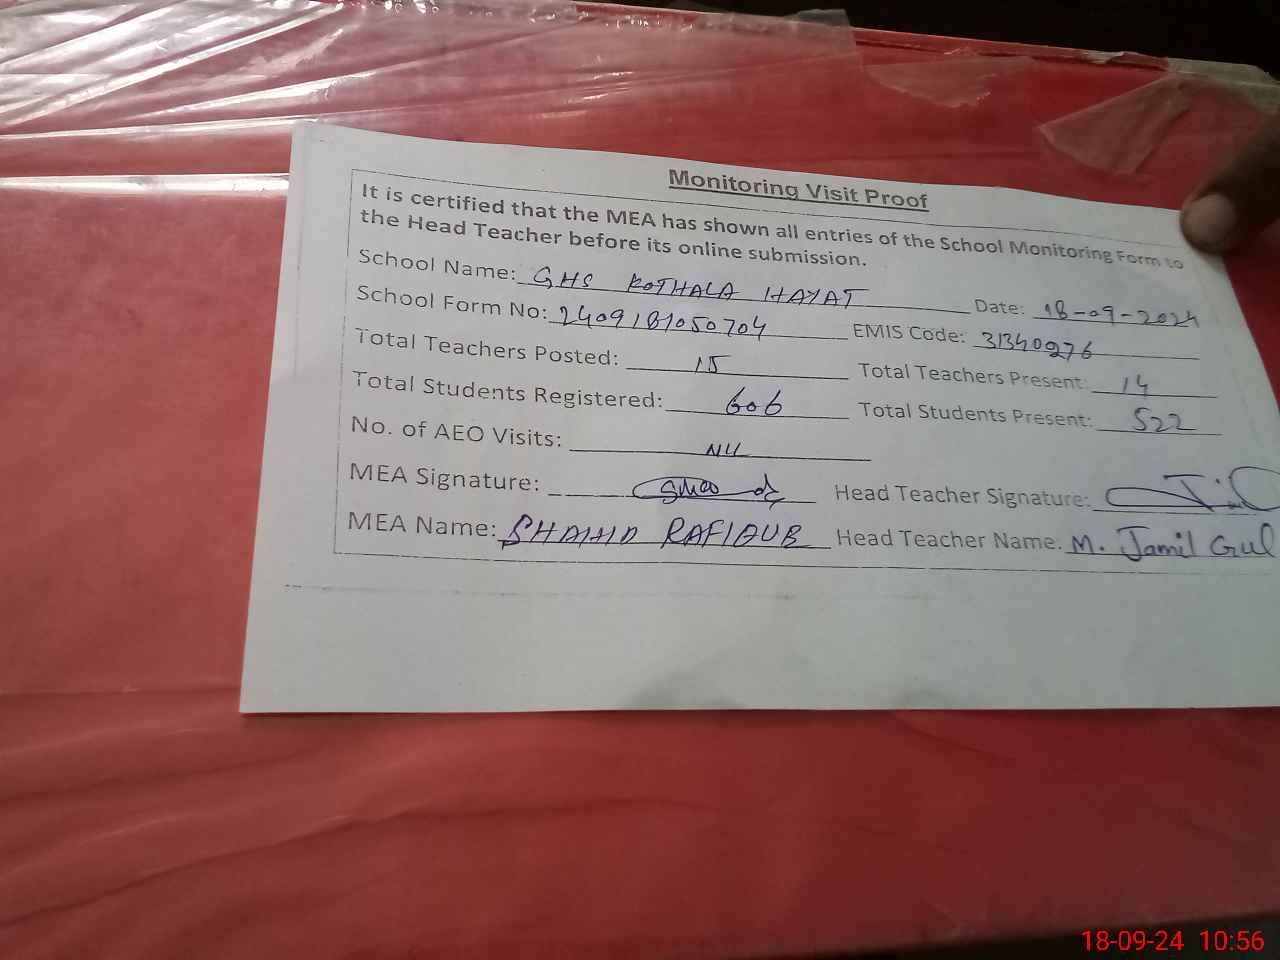 Monitoring Visit Proof
It is certified that the MEA has shown all entries of the School Monitoring Form to
the Head Teacher before its online submission.
School Name: GHS KOTHALA HAYAT Date: 18-09-2024
School Form No: 2409181050704 EMIS Code: 31340276
Total Teachers Posted: 15 Total Teachers Present: 14
Total Students Registered: 606 Total Students Present: 522
No. of AEO Visits: Nil
MEA Signature: Head Teacher Signature:
MEA Name: SHAHID RAFIQUE Head Teacher Name: M. Jamil Gul
18-09-24 10:56